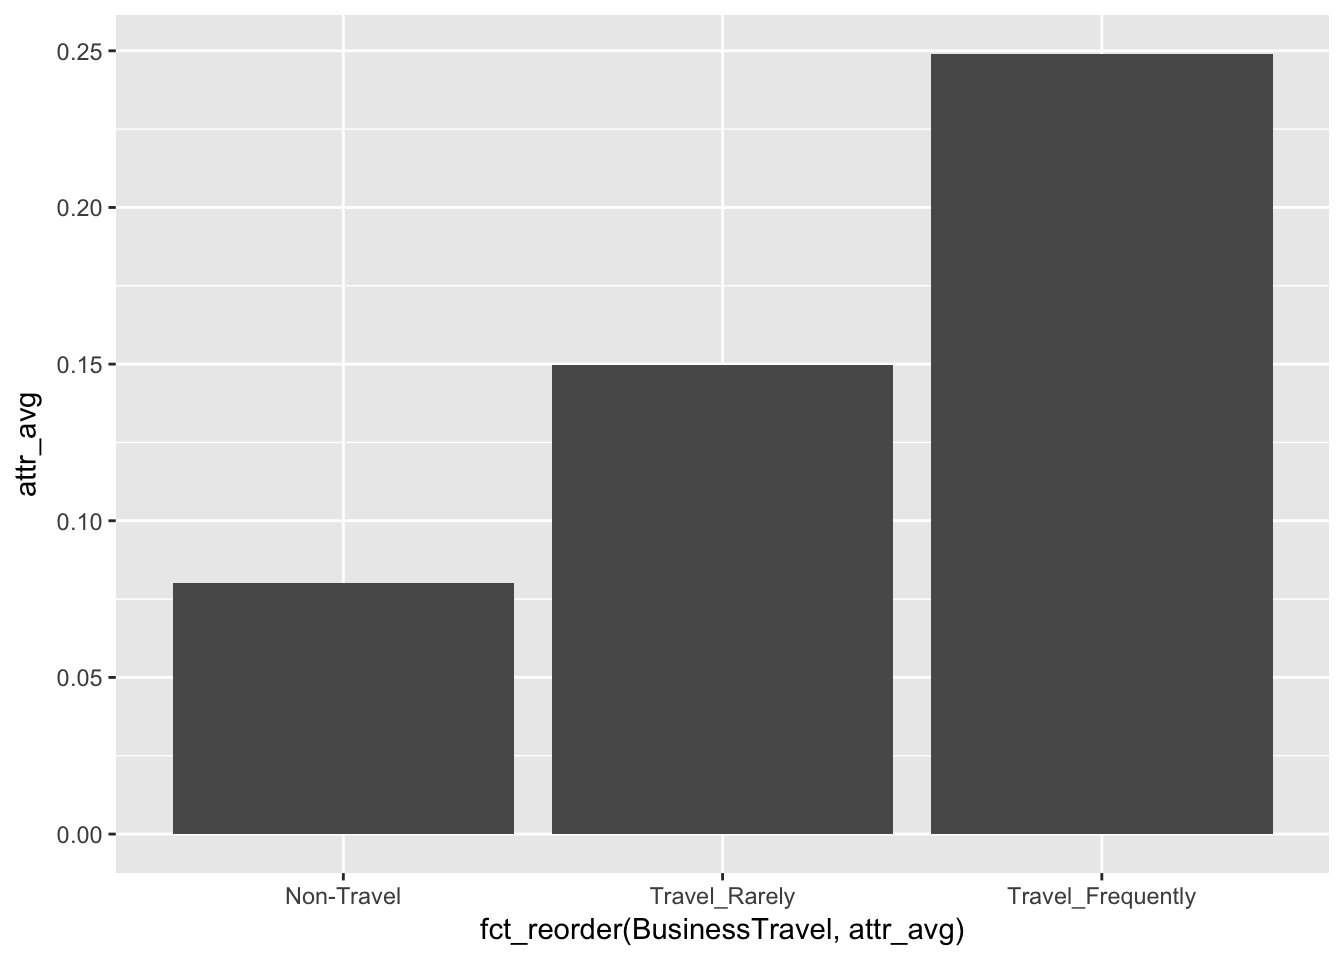 0.25
0.20
0.15
0.10
0.05
0.00
attr_avg
Non-Travel Travel_Rarely Travel_Frequently
fct_reorder(BusinessTravel, attr_avg)